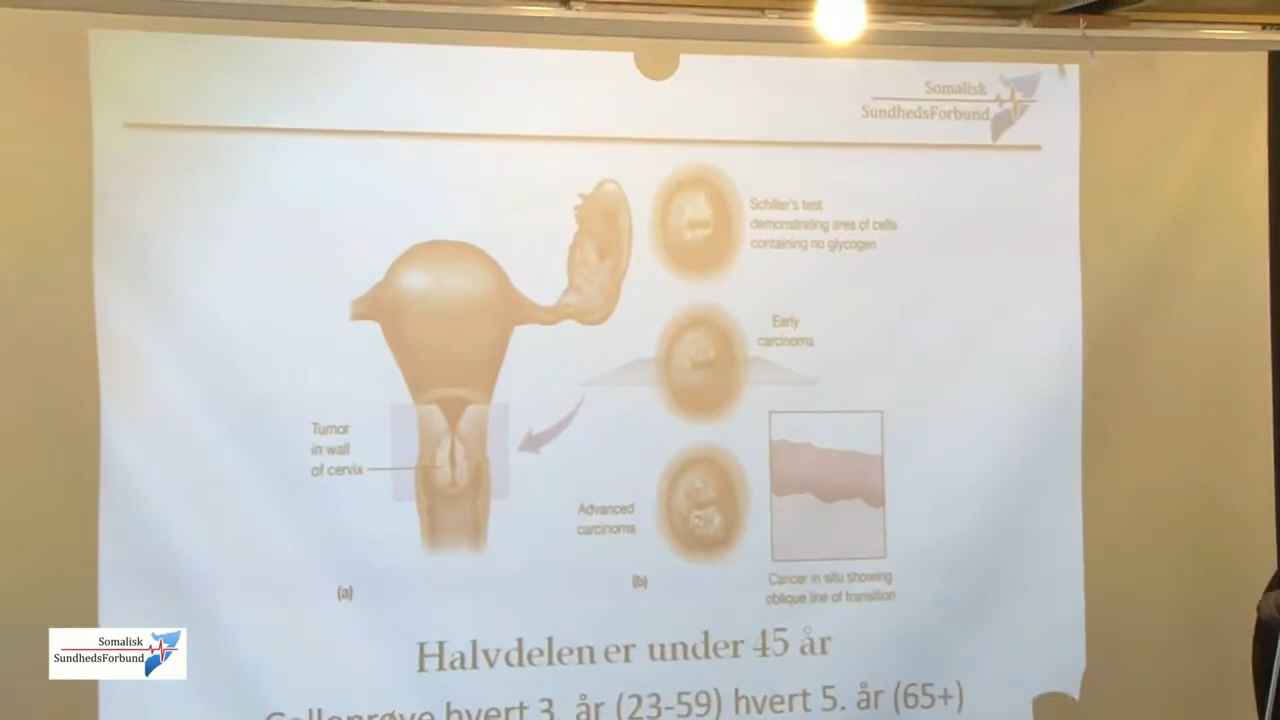 Somalisk
SundhedsForbund
Schiller's test
demonstrating area of cells
containing no glycogen
Early
carcinoma
Tumor
in wall
of cervix
Advanced
carcinoma
(a)
(b)
Cancer in situ showing
oblique line of transition
Halvdelen er under 45 år
hvert 3. år (23-59) hvert 5. år (65+)
Somalisk
SundhedsForbund